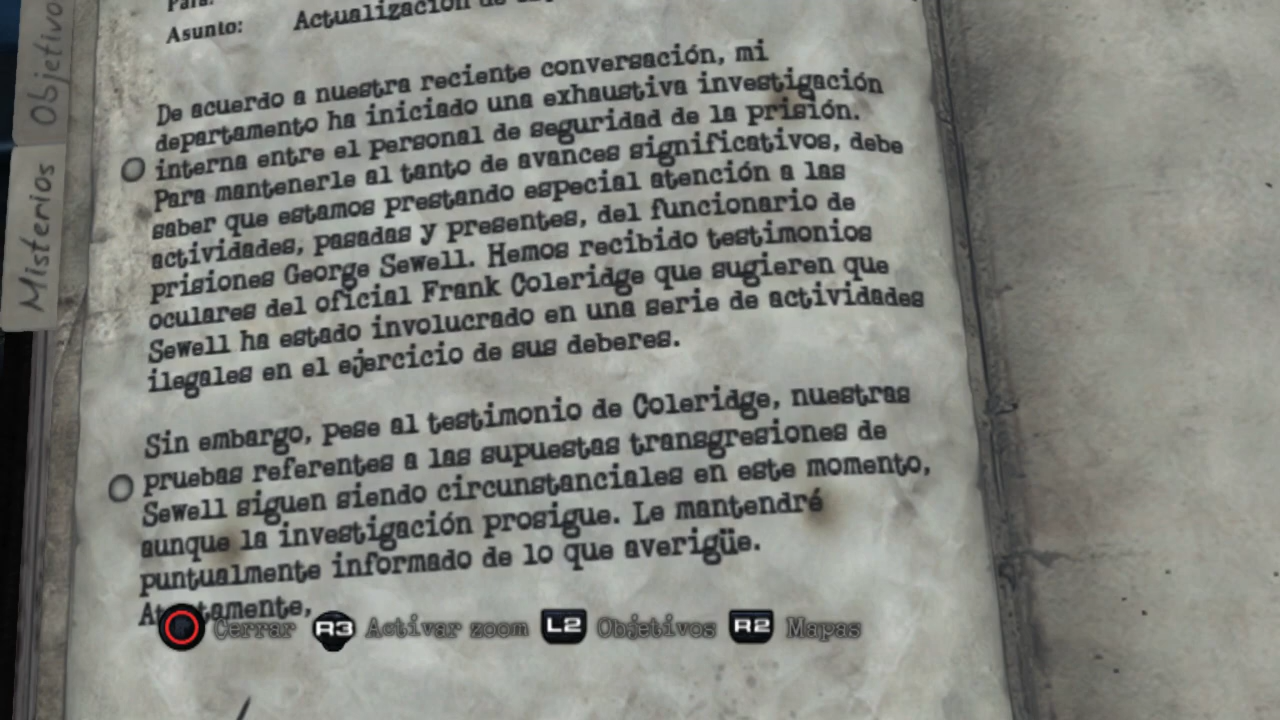 Para:
Asunto: Actualización de
De acuerdo a nuestra reciente conversación, mi
departamento ha iniciado una exhaustiva investigación
interna entre el personal de seguridad de la prisión.
Para mantenerle al tanto de avances significativos, debe
saber que estamos prestando especial atención a las
actividades, pasadas y presentes, del funcionario de
prisiones George Sewell. Hemos recibido testimonios
oculares del oficial Frank Coleridge que sugieren que
Sewell ha estado involucrado en una serie de actividades
ilegales en el ejercicio de sus deberes.
Sin embargo, pese al testimonio de Coleridge, nuestras
pruebas referentes a las supuestas transgresiones de
Sewell siguen siendo circunstanciales en este momento,
aunque la investigación prosigue. Le mantendré
puntualmente informado de lo que averigüe.
Atentamente,
Cerrar R3 Activar zoom L2 Objetivos R2 Mapas
Objetivo
Misterios